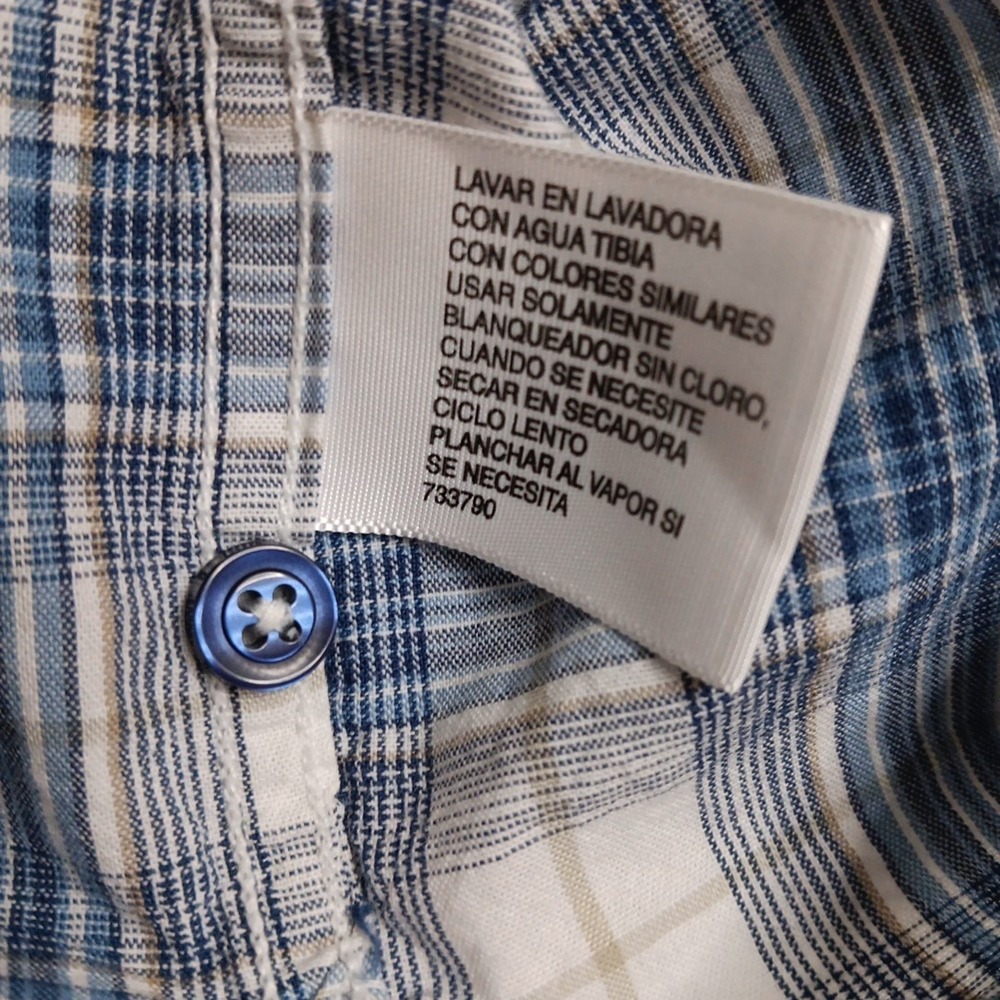 LAVAR EN LAVADORA
CON AGUA TIBIA
CON COLORES SIMILARES
USAR SOLAMENTE
BLANQUEADOR SIN CLORO,
CUANDO SE NECESITE
SECAR EN SECADORA
CICLO LENTO
PLANCHAR AL VAPOR SI
SE NECESITA
733790